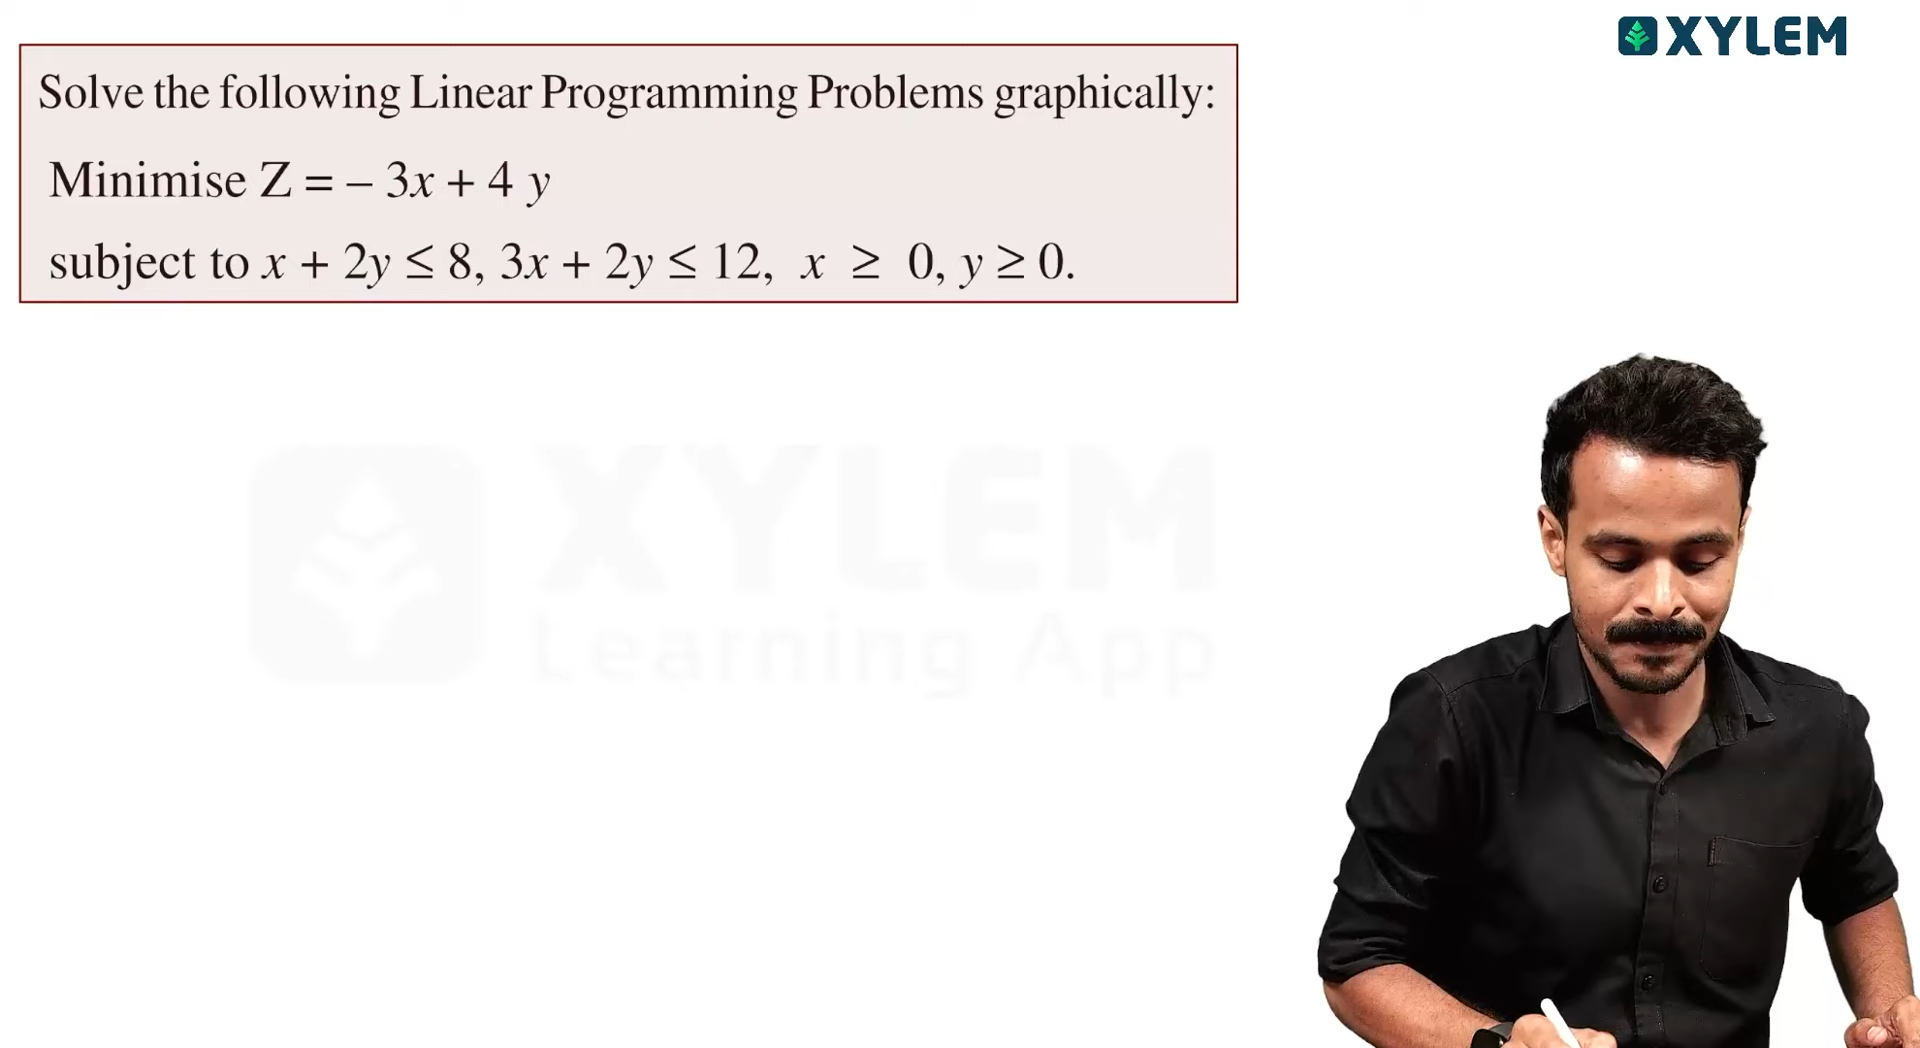 XYLEM
Solve the following Linear Programming Problems graphically:
Minimise Z = – 3x + 4 y
subject to x + 2y ≤ 8, 3x + 2y ≤ 12, x ≥ 0, y ≥ 0.
XYLEM
Learning App